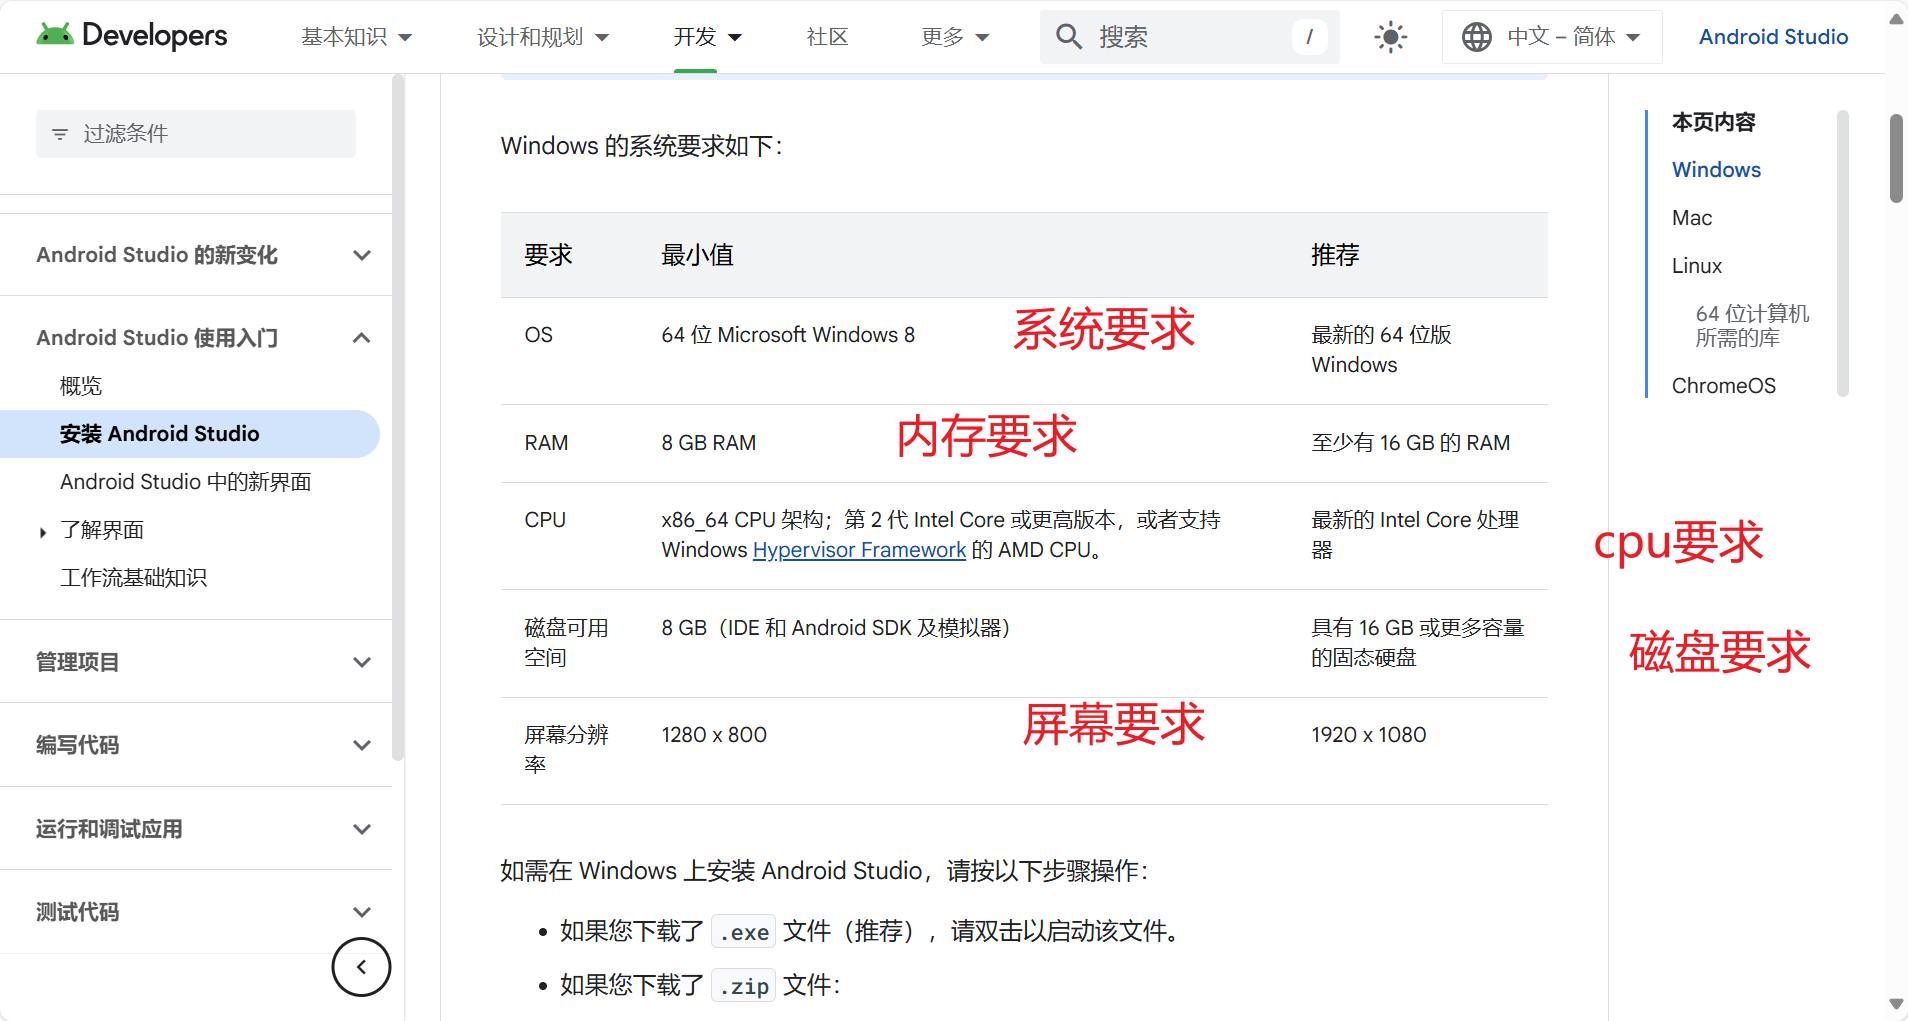 Developers
基本知识
设计和规划
开发
社区
更多
搜索
/
中文 – 简体
Android Studio
过滤条件
Android Studio 的新变化
Android Studio 使用入门
概览
安装 Android Studio
Android Studio 中的新界面
了解界面
工作流基础知识
管理项目
编写代码
运行和调试应用
测试代码
Windows 的系统要求如下：
要求 最小值 推荐
OS 64 位 Microsoft Windows 8 系统要求 最新的 64 位版
Windows
RAM 8 GB RAM 内存要求 至少有 16 GB 的 RAM
CPU x86_64 CPU 架构；第 2 代 Intel Core 或更高版本，或者支持 最新的 Intel Core 处理
Windows Hypervisor Framework 的 AMD CPU。 器
cpu要求
磁盘可用 8 GB（IDE 和 Android SDK 及模拟器） 具有 16 GB 或更多容量
空间 的固态硬盘
磁盘要求
屏幕分辨 1280 x 800 屏幕要求 1920 x 1080
率
如需在 Windows 上安装 Android Studio，请按以下步骤操作：
如果您下载了 .exe 文件（推荐），请双击以启动该文件。
如果您下载了 .zip 文件：
本页内容
Windows
Mac
Linux
64 位计算机
所需的库
ChromeOS